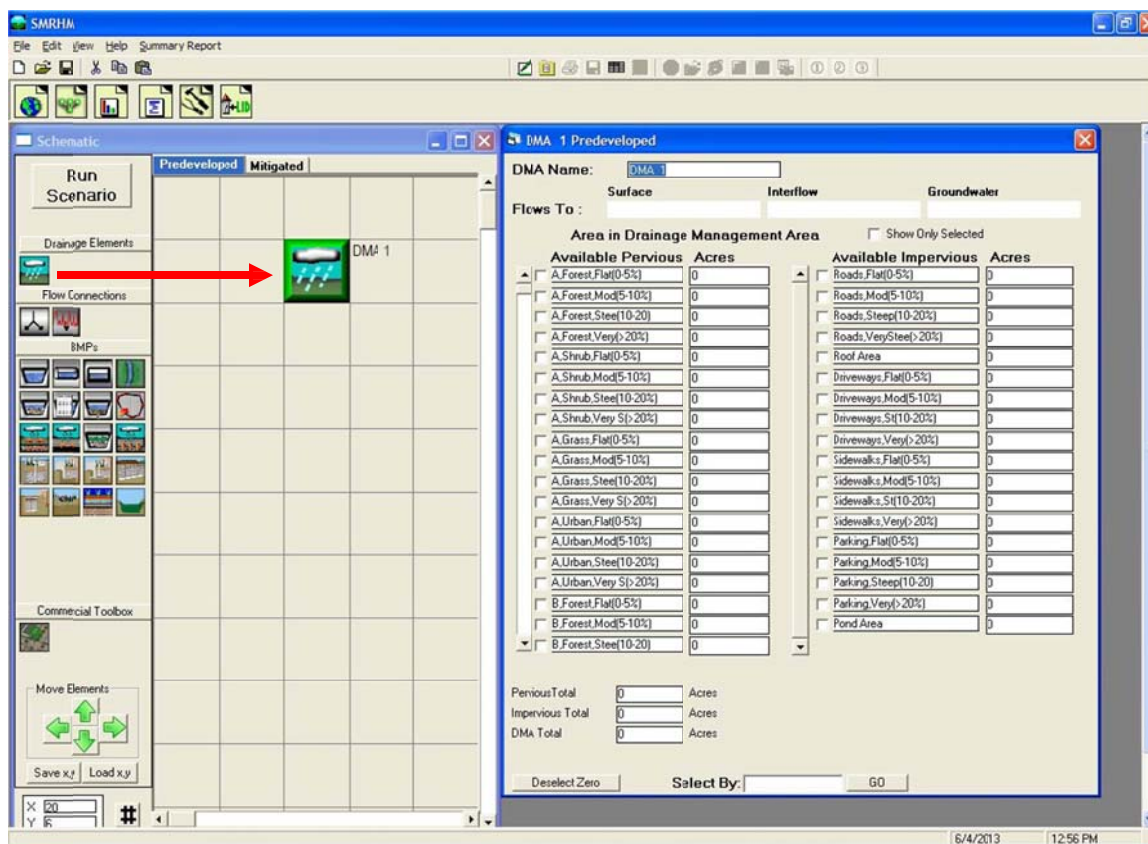 SMRHM
File Edit View Help Summary Report
Schematic
Run
Scenario
Drainage Elements
Flow Connections
BMPs
Commercial Toolbox
Move Elements
Save x,y Load x,y
X 20
Y 6
#
Predeveloped Mitigated
DMA 1
DMA 1 Predeveloped
DMA Name: DMA 1
Surface Interflow Groundwater
Flows To :
Area in Drainage Management Area Show Only Selected
Available Pervious Acres Available Impervious Acres
A,Forest,Flat(0-5%) 0 Roads,Flat(0-5%) 0
A,Forest,Mod(5-10%) 0 Roads,Mod(5-10%) 0
A,Forest,Stee(10-20) 0 Roads,Steep(10-20%) 0
A,Forest,Very(>20%) 0 Roads,VeryStee(>20%) 0
A,Shrub,Flat(0-5%) 0 Roof Area 0
A,Shrub,Mod(5-10%) 0 Driveways,Flat(0-5%) 0
A,Shrub,Stee(10-20%) 0 Driveways,Mod(5-10%) 0
A,Shrub,Very S(>20%) 0 Driveways,St(10-20%) 0
A,Grass,Flat(0-5%) 0 Driveways,Very(>20%) 0
A,Grass,Mod(5-10%) 0 Sidewalks,Flat(0-5%) 0
A,Grass,Stee(10-20%) 0 Sidewalks,Mod(5-10%) 0
A,Grass,Very S(>20%) 0 Sidewalks,St(10-20%) 0
A,Urban,Flat(0-5%) 0 Sidewalks,Very(>20%) 0
A,Urban,Mod(5-10%) 0 Parking,Flat(0-5%) 0
A,Urban,Stee(10-20%) 0 Parking,Mod(5-10%) 0
A,Urban,Very S(>20%) 0 Parking,Steep(10-20) 0
B,Forest,Flat(0-5%) 0 Parking,Very(>20%) 0
B,Forest,Mod(5-10%) 0 Pond Area 0
B,Forest,Stee(10-20) 0
PerviousTotal 0 Acres
Impervious Total 0 Acres
DMA Total 0 Acres
Deselect Zero Select By: GO
6/4/2013 12:56 PM